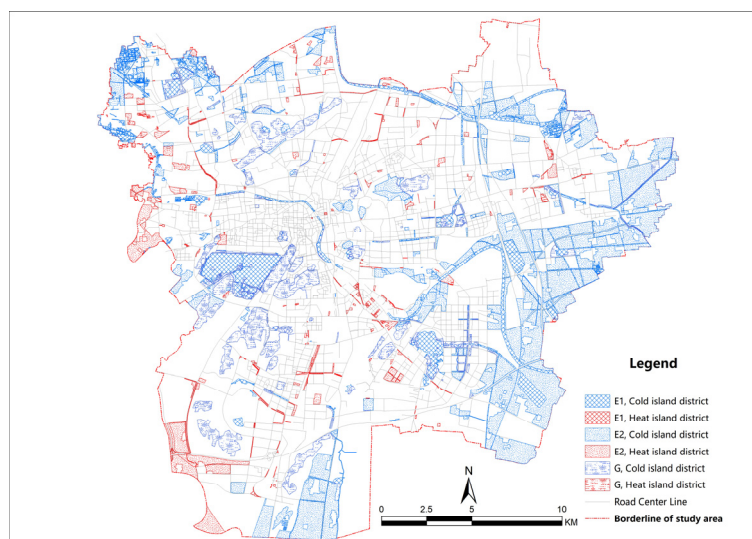 Legend
E1, Cold island district
E1, Heat island district
E2, Cold island district
E2, Heat island district
G, Cold island district
G, Heat island district
Road Center Line
Borderline of study area
N
0 2.5 5 10
KM